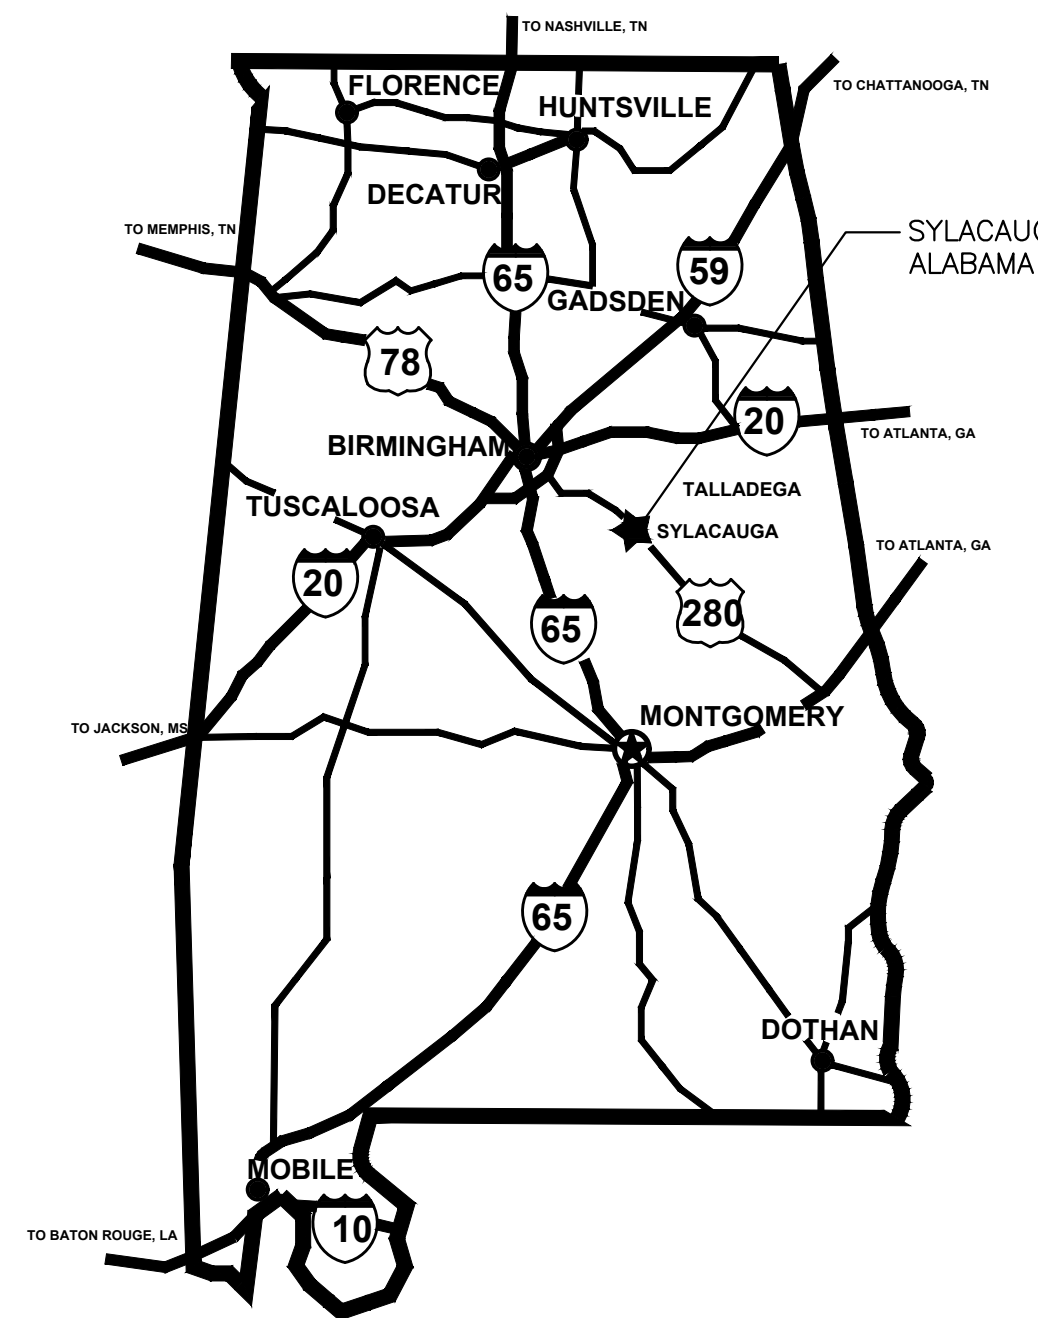 TO NASHVILLE, TN
TO CHATTANOOGA, TN
FLORENCE
HUNTSVILLE
DECATUR
TO MEMPHIS, TN
SYLACAUG
ALABAMA
65
59
GADSDEN
78
20
TO ATLANTA, GA
BIRMINGHAM
TALLADEGA
TUSCALOOSA
SYLACAUGA
TO ATLANTA, GA
20
280
65
MONTGOMERY
TO JACKSON, MS
65
DOTHAN
MOBILE
10
TO BATON ROUGE, LA